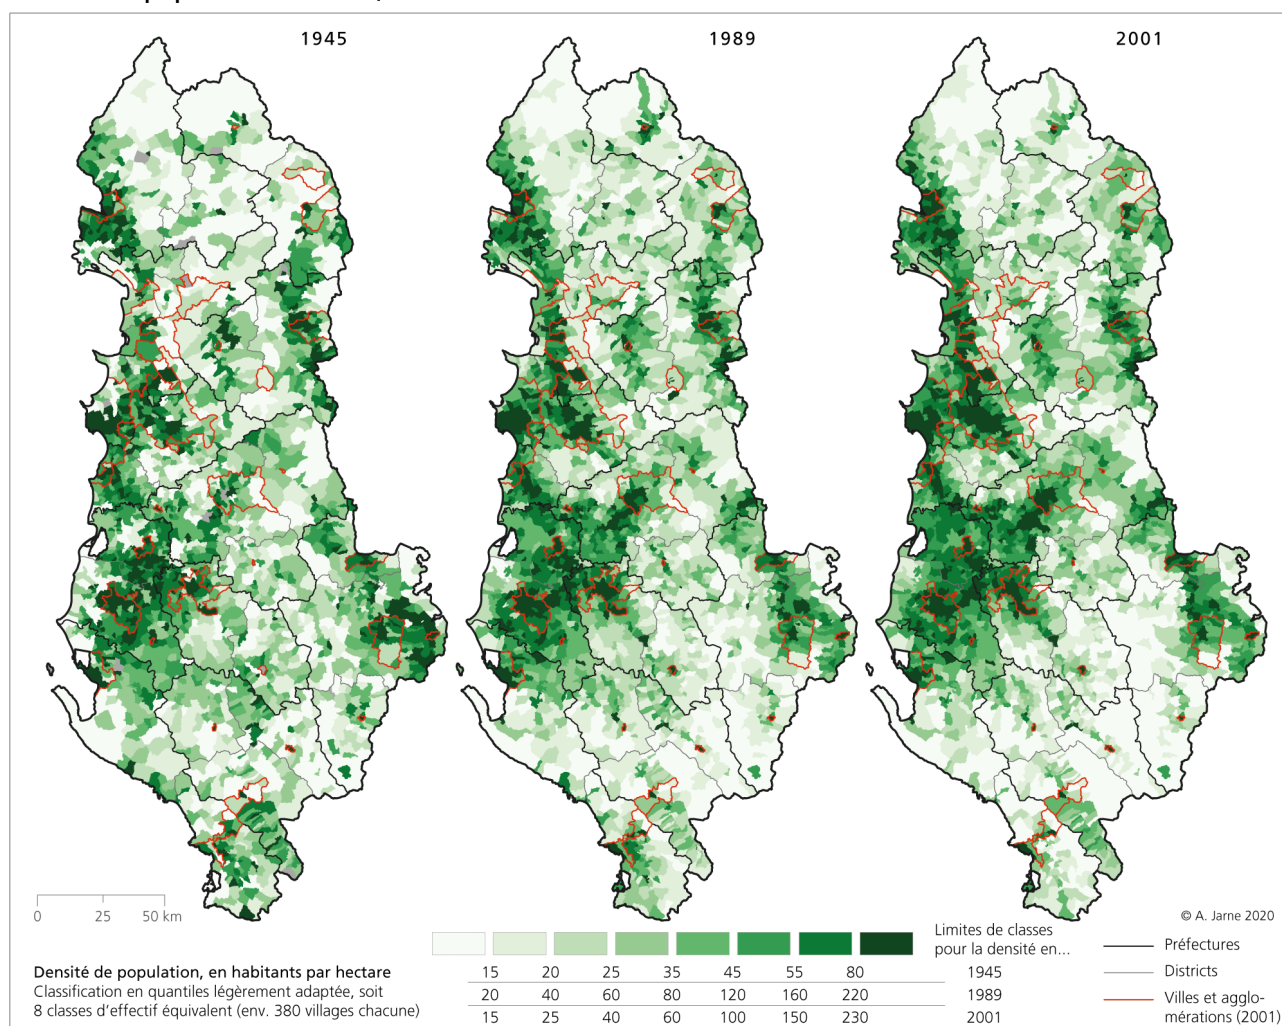 1945
1989
2001
0 25 50 km
© A. Jarne 2020
Limites de classes
pour la densité en...
15 20 25 35 45 55 80 1945
20 40 60 80 120 160 220 1989
15 25 40 60 100 150 230 2001
Densité de population, en habitants par hectare
Classification en quantiles légèrement adaptée, soit
8 classes d'effectif équivalent (env. 380 villages chacune)
Préfectures
Districts
Villes et agglo-
mérations (2001)